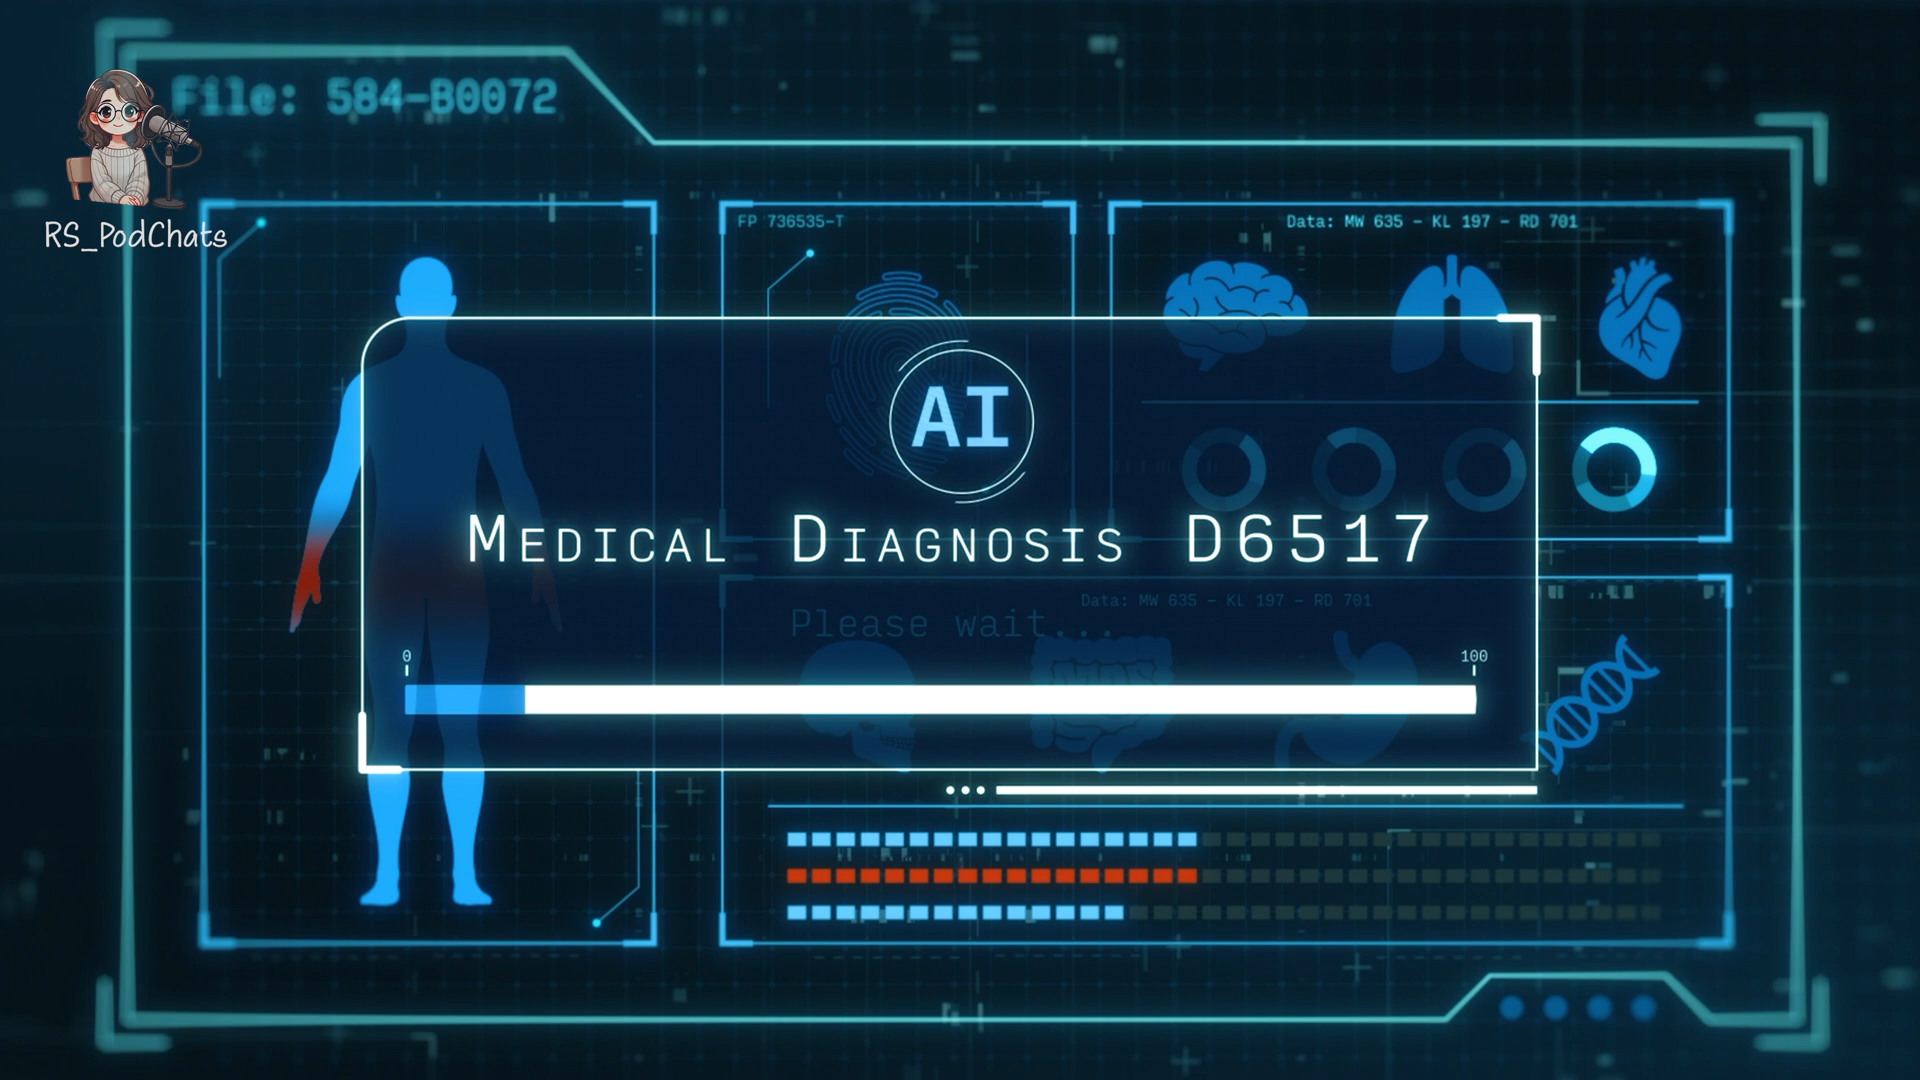 File: 584-B0072
RS_PodChats
FP 736535-T
Data: MW 635 - KL 197 - RD 701
AI
MEDICAL DIAGNOSIS D6517
Data: MW 635 - KL 197 - RD 701
Please wait...
0
100